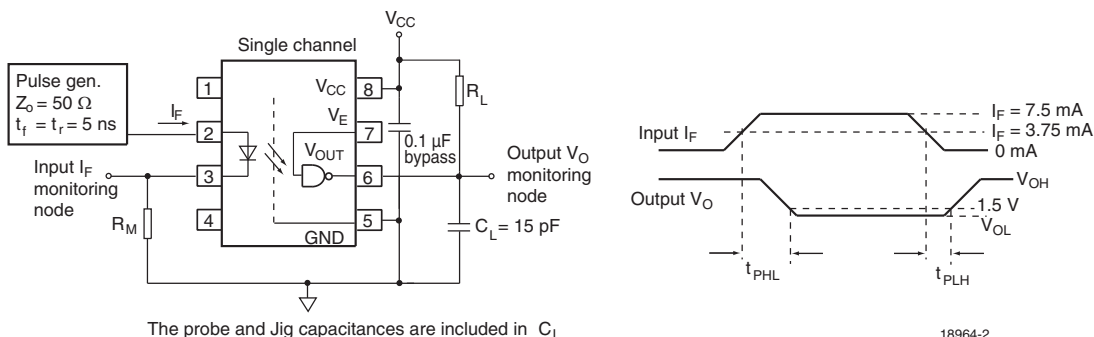 Single channel
Pulse gen.
Zo = 50 Ω
tf = tr = 5 ns
IF
1
2
3
4
8
7
6
5
VCC
VE
VOUT
GND
VCC
RL
0.1 µF
bypass
Input IF
monitoring
node
RM
Output VO
monitoring
node
CL = 15 pF
The probe and Jig capacitances are included in CL
Input IF
IF = 7.5 mA
IF = 3.75 mA
0 mA
Output VO
VOH
1.5 V
VOL
tPHL
tPLH
18964-2